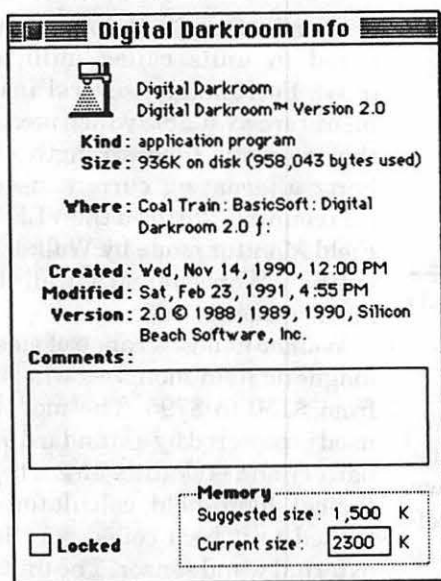 Digital Darkroom Info
Digital Darkroom
Digital Darkroom™ Version 2.0
Kind: application program
Size: 936K on disk (958,043 bytes used)
Where: Coal Train: BasicSoft: Digital
Darkroom 2.0 ƒ:
Created: Wed, Nov 14, 1990, 12:00 PM
Modified: Sat, Feb 23, 1991, 4:55 PM
Version: 2.0 © 1988, 1989, 1990, Silicon
Beach Software, Inc.
Comments:
Memory
Suggested size: 1,500 K
Current size: 2300 K
Locked